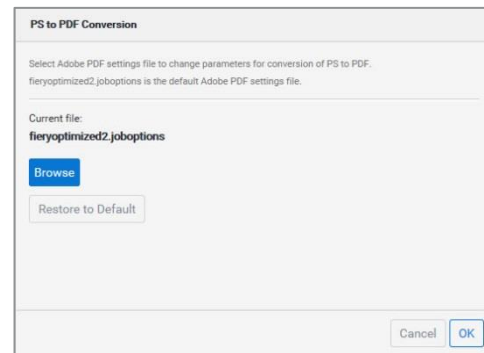 PS to PDF Conversion
Select Adobe PDF settings file to change parameters for conversion of PS to PDF.
fieryoptimized2.joboptions is the default Adobe PDF settings file.
Current file:
fieryoptimized2.joboptions
Browse
Restore to Default
Cancel OK